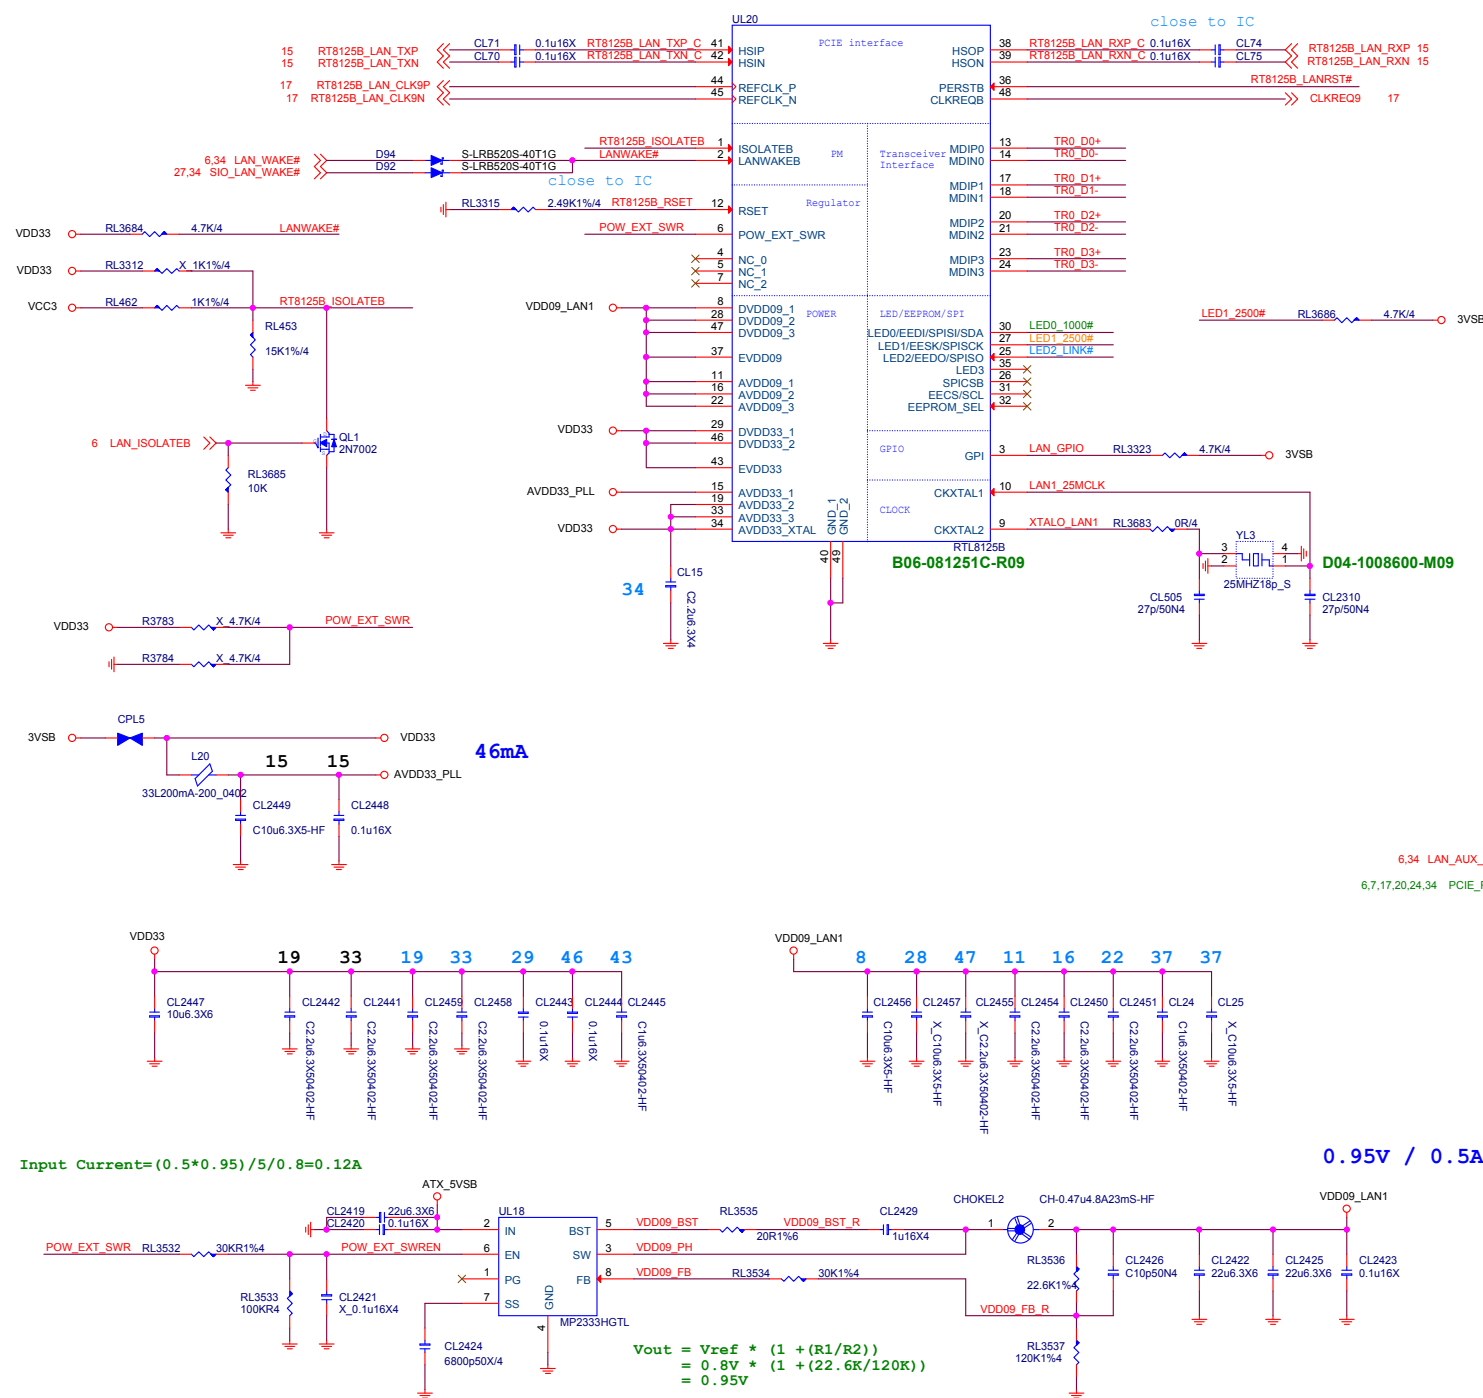 UL20
close to IC
15 RT8125B_LAN_TXP CL71 0.1u16X RT8125B_LAN_TXP_C 41 HSIP PCIE interface HSOP 38 RT8125B_LAN_RXP_C 0.1u16X CL74 RT8125B_LAN_RXP 15
15 RT8125B_LAN_TXN CL70 0.1u16X RT8125B_LAN_TXN_C 42 HSIN HSON 39 RT8125B_LAN_RXN_C 0.1u16X CL75 RT8125B_LAN_RXN 15
17 RT8125B_LAN_CLK9P 44 REFCLK_P PERSTB 36 RT8125B_LANRST#
17 RT8125B_LAN_CLK9N 45 REFCLK_N CLKREQB 48 CLKREQ9 17
RT8125B_ISOLATEB 1 ISOLATEB PM Transceiver Interface MDIP0 13 TR0_D0+
6,34 LAN_WAKE# D94 S-LRB520S-40T1G LANWAKE# 2 LANWAKEB MDIN0 14 TR0_D0-
27,34 SIO_LAN_WAKE# D92 S-LRB520S-40T1G
close to IC
MDIP1 17 TR0_D1+
MDIN1 18 TR0_D1-
RL3315 2.49K1%/4 RT8125B_RSET 12 RSET Regulator
MDIP2 20 TR0_D2+
POW_EXT_SWR 6 POW_EXT_SWR MDIN2 21 TR0_D2-
4 NC_0 MDIP3 23 TR0_D3+
5 NC_1 MDIN3 24 TR0_D3-
7 NC_2
VDD33 RL3684 4.7K/4 LANWAKE#
VDD33 RL3312 X_1K1%/4
VCC3 RL462 1K1%/4 RT8125B_ISOLATEB
RL453
15K1%/4
6 LAN_ISOLATEB QL1
2N7002
RL3685
10K
VDD09_LAN1 8 DVDD09_1 POWER LED/EEPROM/SPI
28 DVDD09_2
47 DVDD09_3
37 EVDD09
11 AVDD09_1
16 AVDD09_2
22 AVDD09_3
VDD33 29 DVDD33_1
46 DVDD33_2
43 EVDD33
AVDD33_PLL 15 AVDD33_1
19 AVDD33_2
33 AVDD33_3
VDD33 34 AVDD33_XTAL
LED0/EEDI/SPISI/SDA 30 LED0_1000#
LED1/EESK/SPISCK 27 LED1_2500#
LED2/EEDO/SPISO 25 LED2_LINK#
LED3 35
SPICSB 26
EECS/SCL 31
EEPROM_SEL 32
LED1_2500# RL3686 4.7K/4 3VSB
GPIO GPI 3 LAN_GPIO RL3323 4.7K/4 3VSB
CLOCK CKXTAL1 10 LAN1_25MCLK
CKXTAL2 9 XTALO_LAN1 RL3683 0R/4
GND_1 40
GND_2 49
RTL8125B
B06-081251C-R09
YL3
3 4
2 1
25MHZ18p_S
D04-1008600-M09
CL505
27p/50N4
CL2310
27p/50N4
34 CL15
C2.2u6.3X4
VDD33 R3783 X_4.7K/4 POW_EXT_SWR
R3784 X_4.7K/4
3VSB CPL5 VDD33
46mA
L20 15 15 AVDD33_PLL
33L200mA-200_0402
CL2449
C10u6.3X5-HF
CL2448
0.1u16X
6,34 LAN_AUX_
6,7,17,20,24,34 PCIE_
VDD33
19 33 19 33 29 46 43
CL2447
10u6.3X6
CL2442 CL2441 CL2459 CL2458 CL2443 CL2444 CL2445
C2.2u6.3X50402-HF C2.2u6.3X50402-HF C2.2u6.3X50402-HF C2.2u6.3X50402-HF 0.1u16X 0.1u16X C1u6.3X50402-HF
VDD09_LAN1
8 28 47 11 16 22 37 37
CL2456 CL2457 CL2455 CL2454 CL2450 CL2451 CL24 CL25
C10u6.3X5-HF X_C10u6.3X5-HF X_C2.2u6.3X50402-HF C2.2u6.3X50402-HF C2.2u6.3X50402-HF C2.2u6.3X50402-HF C1u6.3X50402-HF X_C10u6.3X5-HF
Input Current=(0.5*0.95)/5/0.8=0.12A
0.95V / 0.5A
ATX_5VSB
CL2419 22u6.3X6
CL2420 0.1u16X
UL18
2 IN BST 5 VDD09_BST RL3535 VDD09_BST_R CL2429
20R1%6 1u16X4
CHOKEL2 CH-0.47u4.8A23mS-HF
1 2
VDD09_LAN1
POW_EXT_SWR RL3532 30KR1%4 POW_EXT_SWREN 6 EN SW 3 VDD09_PH
1 PG FB 8 VDD09_FB RL3534 30K1%4
7 SS GND 4
MP2333HGTL
RL3533
100KR4
CL2421
X_0.1u16X4
CL2424
6800p50X/4
RL3536
22.6K1%4
CL2426
C10p50N4
CL2422
22u6.3X6
CL2425
22u6.3X6
CL2423
0.1u16X
VDD09_FB_R
RL3537
120K1%4
Vout = Vref * (1 +(R1/R2))
= 0.8V * (1 +(22.6K/120K))
= 0.95V